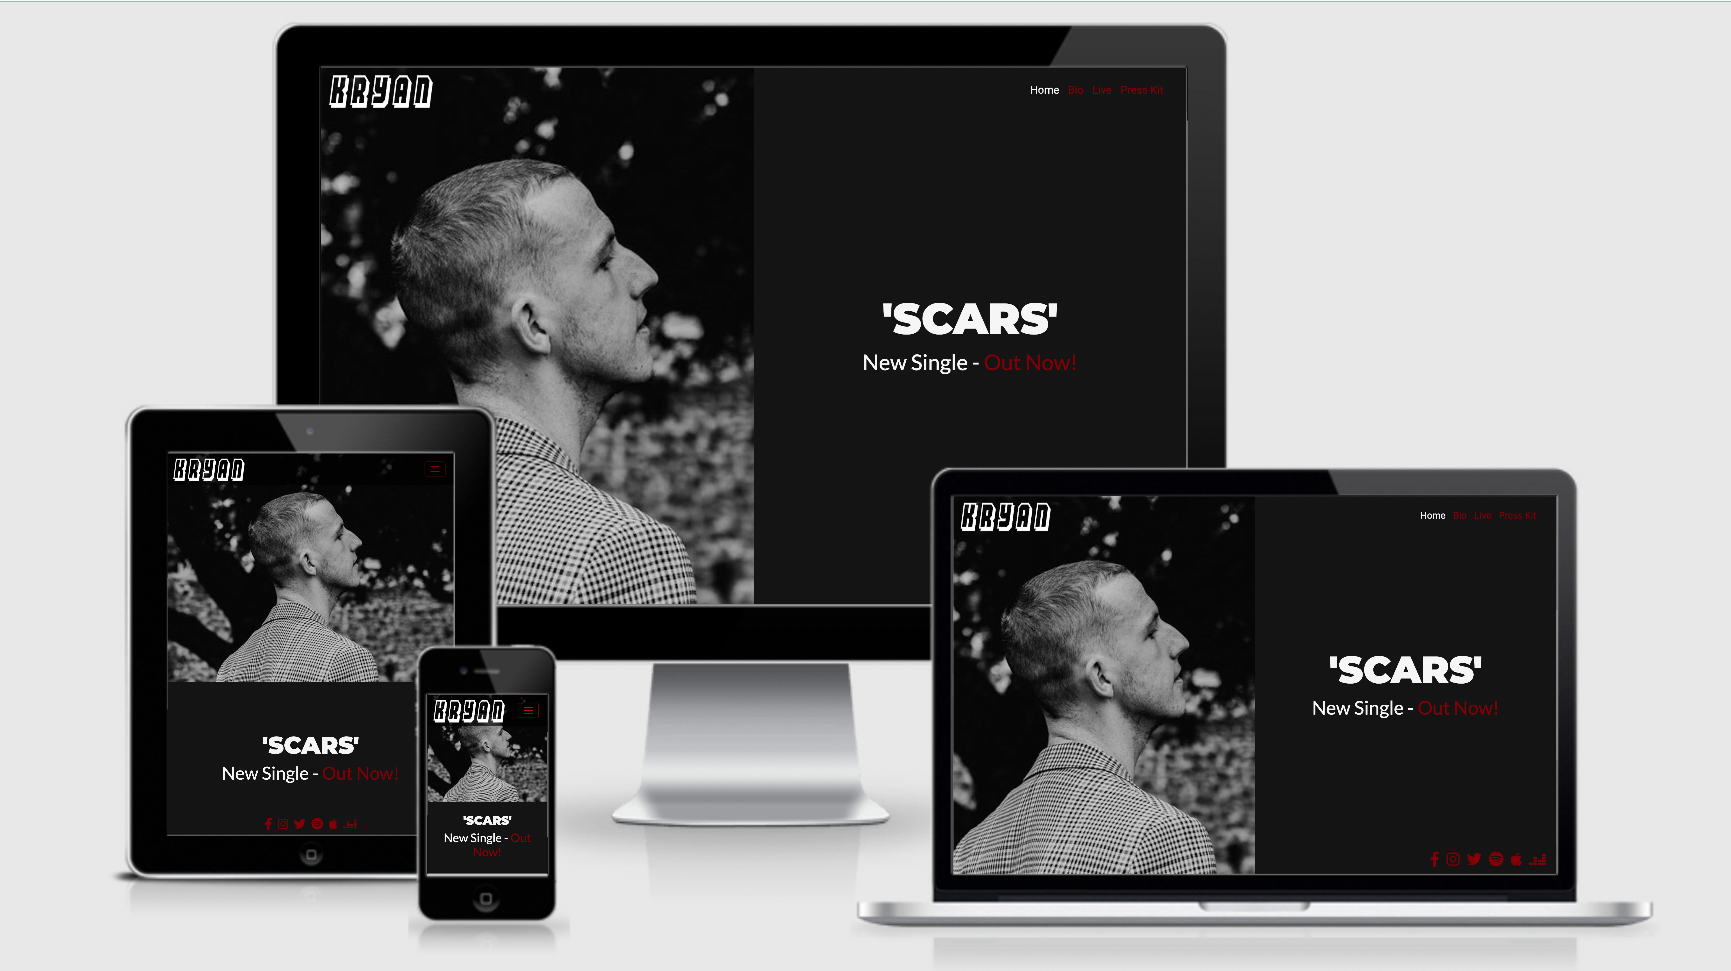 KRYAN
Home Bio Live Press Kit
'SCARS'
New Single - Out Now!
KRYAN
'SCARS'
New Single - Out Now!
KRYAN
'SCARS'
New Single - Out
Now!
KRYAN
Home Bio Live Press Kit
'SCARS'
New Single - Out Now!